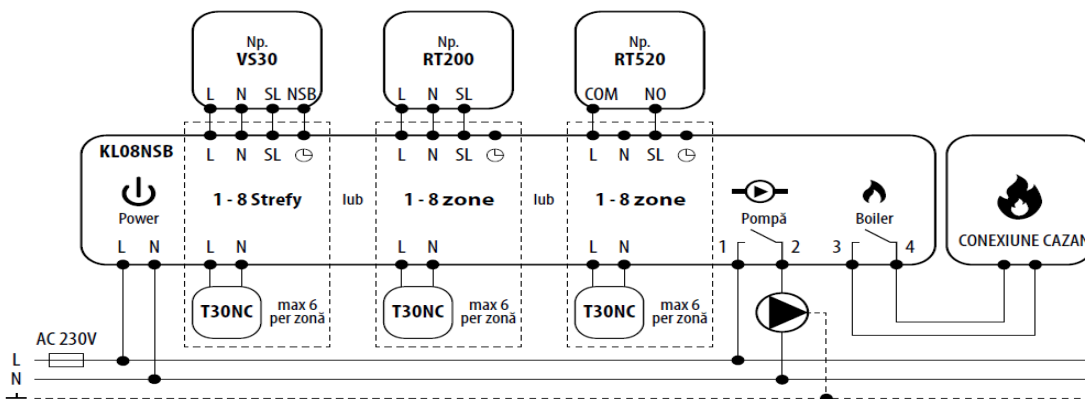 Np.
VS30
Np.
RT200
Np.
RT520
L N SL NSB
L N SL
COM NO
KL08NSB
L N SL
L N SL
L N SL
Power
1 - 8 Strefy
lub
1 - 8 zone
lub
1 - 8 zone
Pompă
Boiler
CONEXIUNE CAZAN
L N
L N
L N
L N
1 2
3 4
T30NC
max 6
per zonă
T30NC
max 6
per zonă
T30NC
max 6
per zonă
AC 230V
L
N